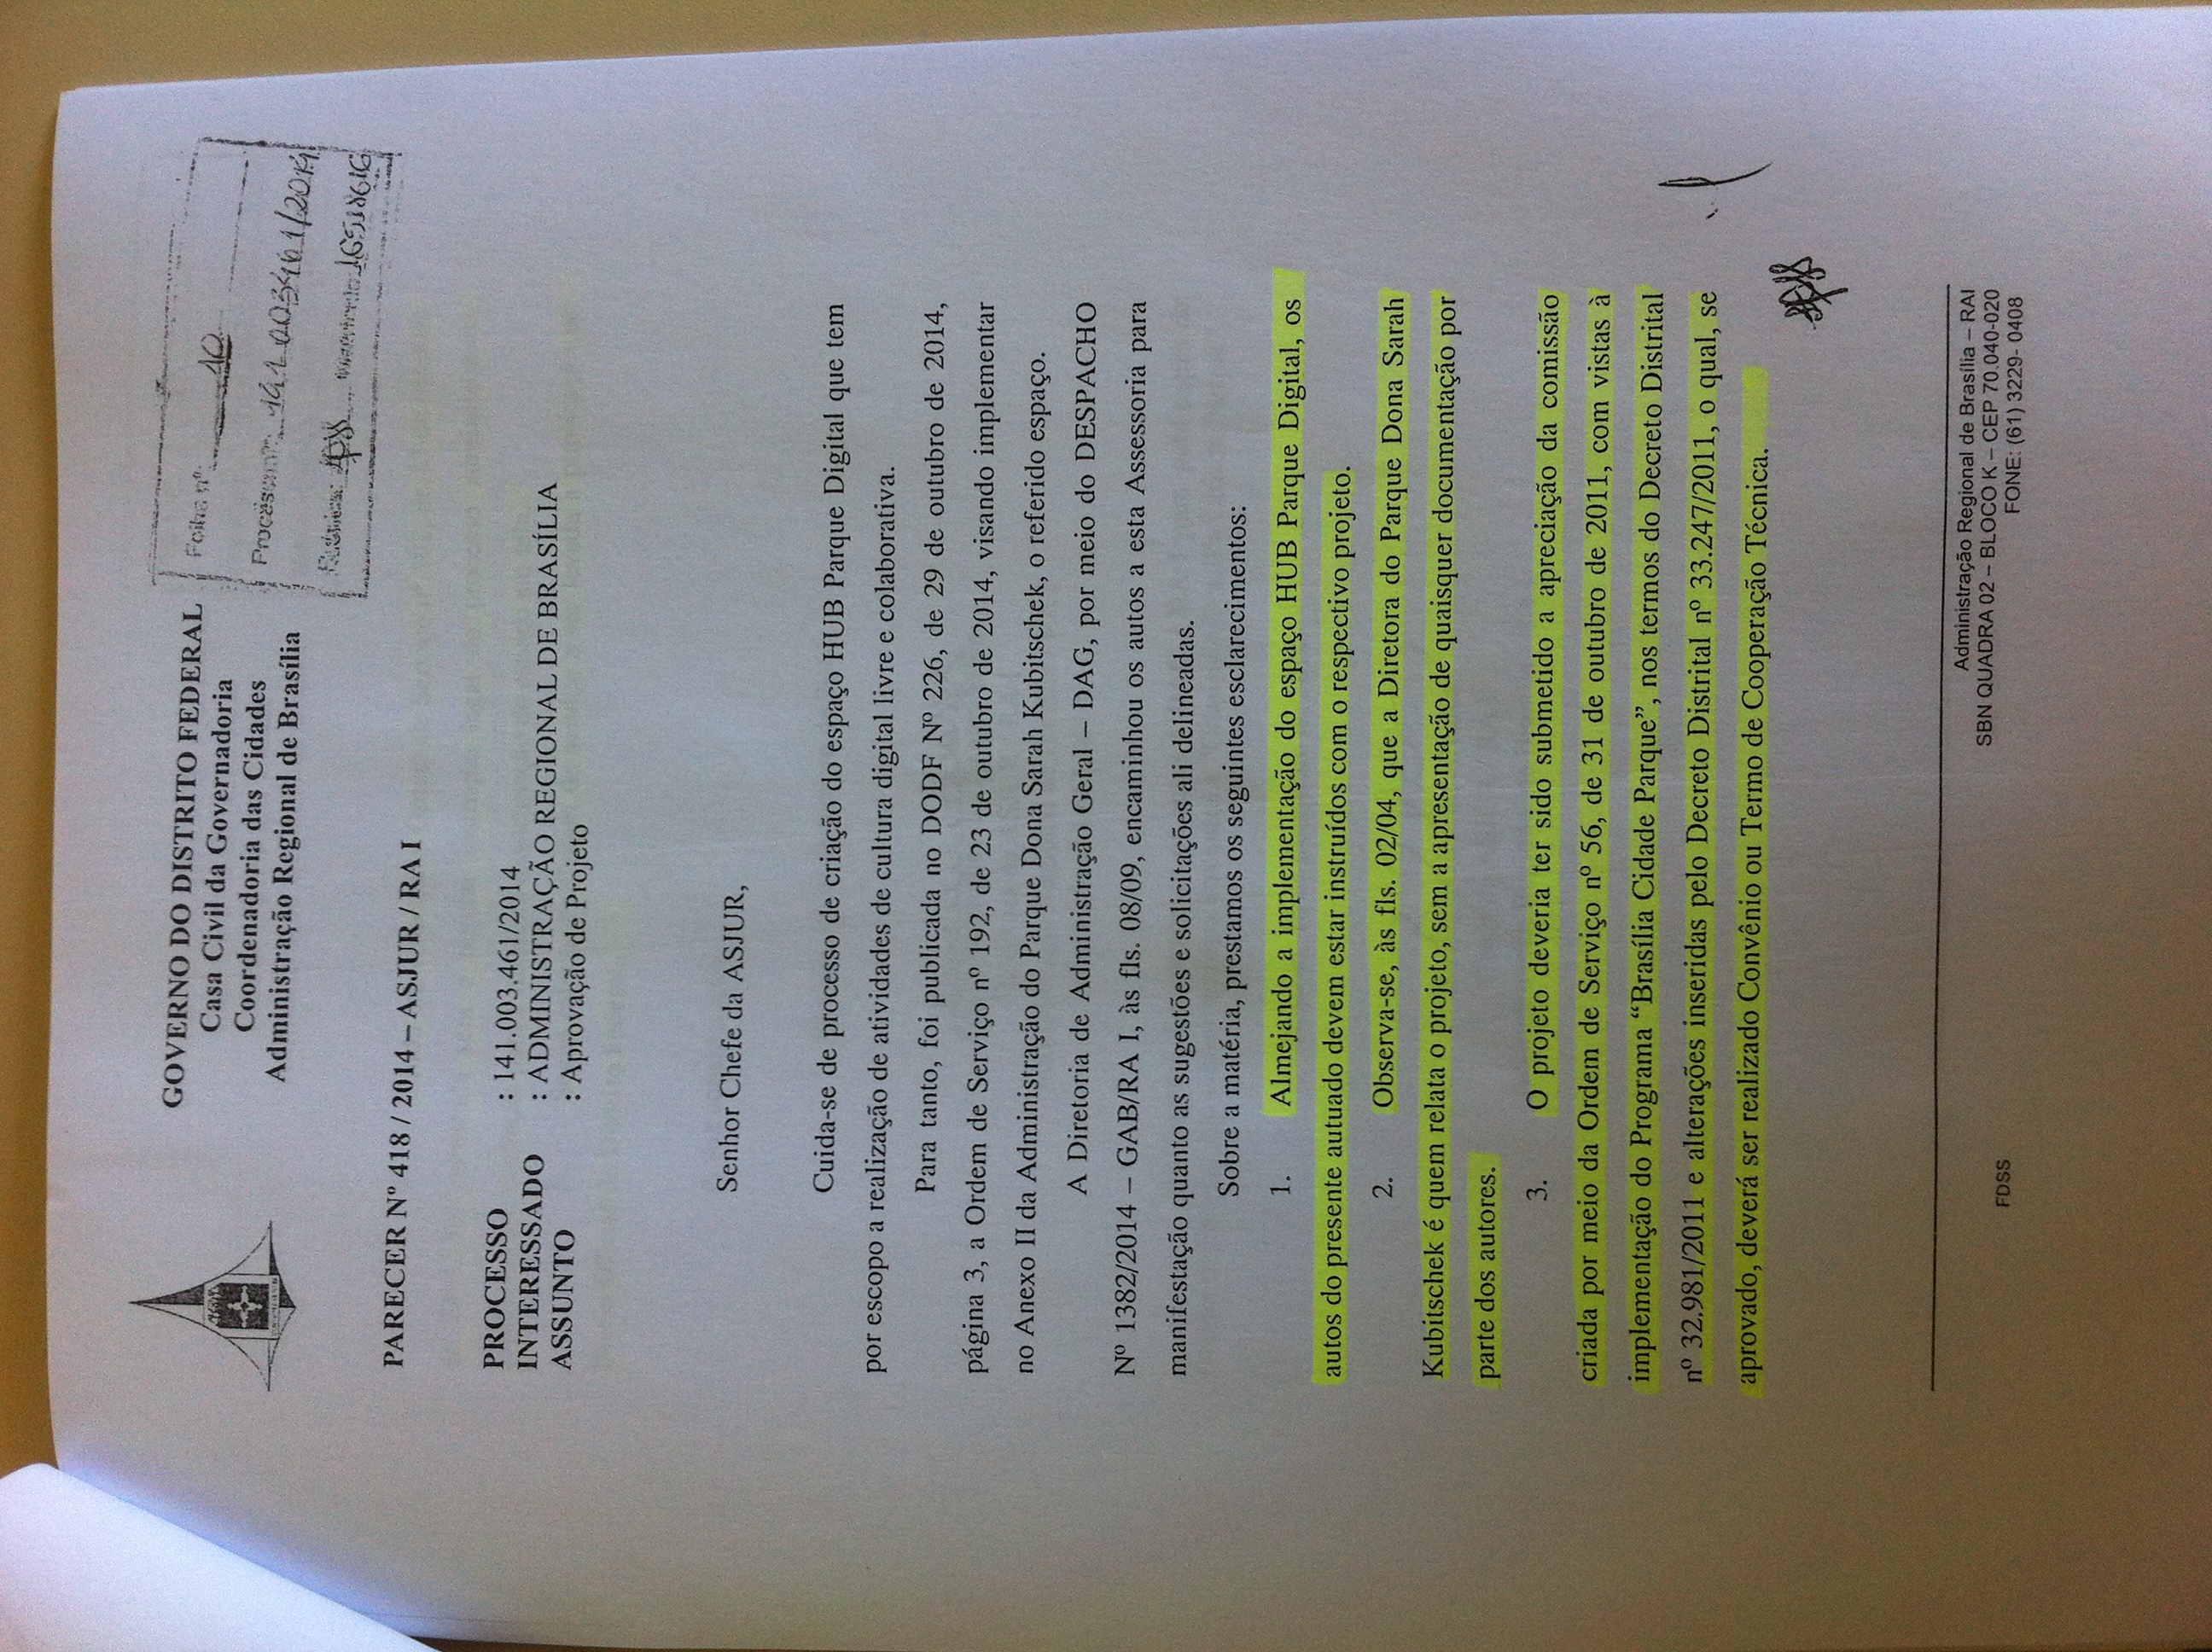 GOVERNO DO DISTRITO FEDERAL
Casa Civil da Governadoria
Coordenadoria das Cidades
Administração Regional de Brasília
Folha nº: 10
Processo nº: 141 003461/2014
Rubrica: Matrícula 1651861G
PARECER Nº 418 / 2014 – ASJUR / RA I
PROCESSO : 141.003.461/2014
INTERESSADO : ADMINISTRAÇÃO REGIONAL DE BRASÍLIA
ASSUNTO : Aprovação de Projeto
Senhor Chefe da ASJUR,
Cuida-se de processo de criação do espaço HUB Parque Digital que tem
por escopo a realização de atividades de cultura digital livre e colaborativa.
Para tanto, foi publicada no DODF Nº 226, de 29 de outubro de 2014,
página 3, a Ordem de Serviço nº 192, de 23 de outubro de 2014, visando implementar
no Anexo II da Administração do Parque Dona Sarah Kubitschek, o referido espaço.
A Diretoria de Administração Geral – DAG, por meio do DESPACHO
Nº 1382/2014 – GAB/RA I, às fls. 08/09, encaminhou os autos a esta Assessoria para
manifestação quanto as sugestões e solicitações ali delineadas.
Sobre a matéria, prestamos os seguintes esclarecimentos:
1. Almejando a implementação do espaço HUB Parque Digital, os
autos do presente autuado devem estar instruídos com o respectivo projeto.
2. Observa-se, às fls. 02/04, que a Diretora do Parque Dona Sarah
Kubitschek é quem relata o projeto, sem a apresentação de quaisquer documentação por
parte dos autores.
3. O projeto deveria ter sido submetido a apreciação da comissão
criada por meio da Ordem de Serviço nº 56, de 31 de outubro de 2011, com vistas à
implementação do Programa “Brasília Cidade Parque”, nos termos do Decreto Distrital
nº 32.981/2011 e alterações inseridas pelo Decreto Distrital nº 33.247/2011, o qual, se
aprovado, deverá ser realizado Convênio ou Termo de Cooperação Técnica.
Administração Regional de Brasília – RAI
SBN QUADRA 02 – BLOCO K – CEP 70.040-020
FONE: (61) 3229- 0408
FDSS